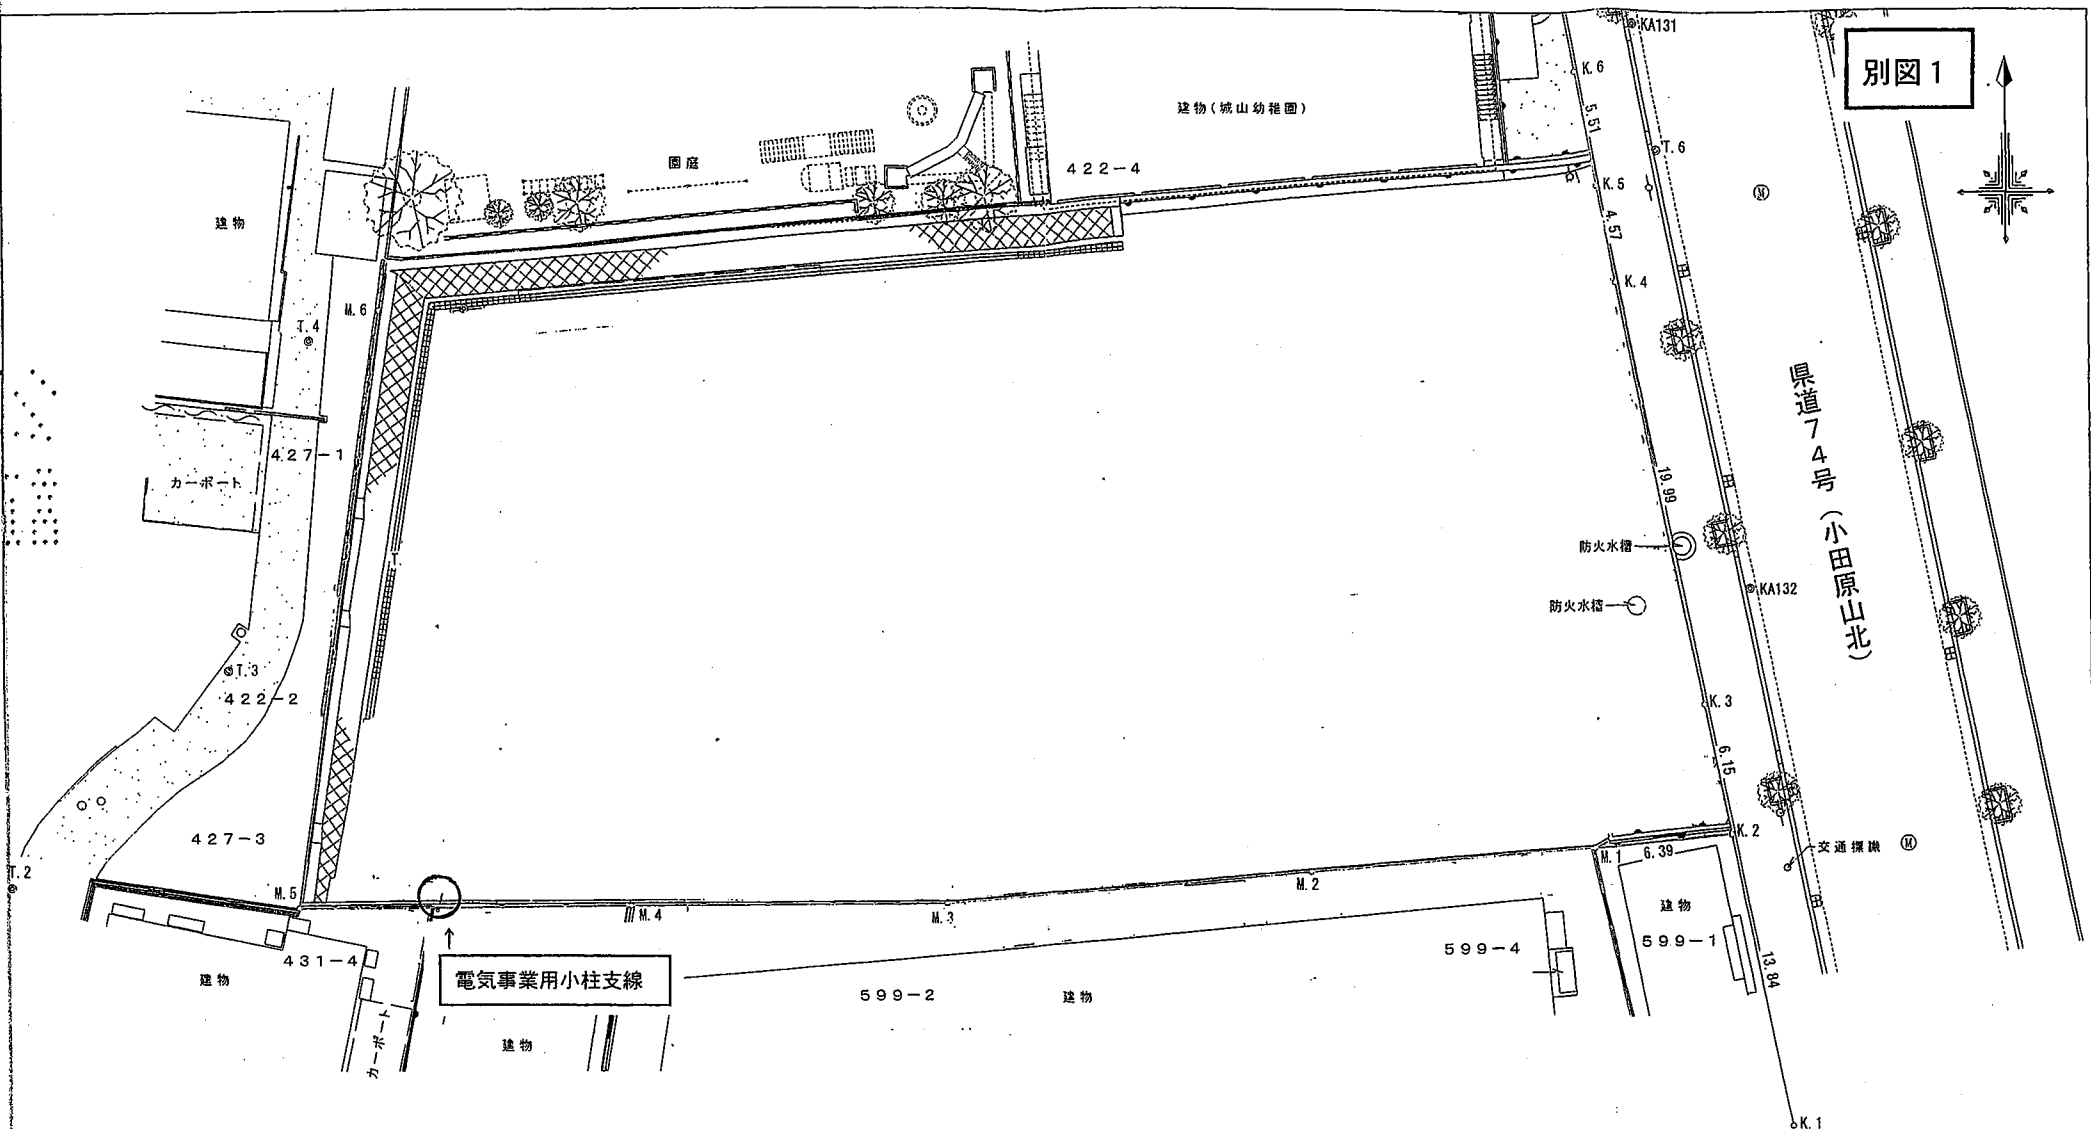 別図1
KA131
K.6
5.51
建物(城山幼稚園)
園庭
422-4
T.6
K.5
4.57
K.4
建物
M.6
T.4
県道74号(小田原山北)
427-1
カーポート
19.99
防火水槽
防火水槽
KA132
T.3
422-2
K.3
6.15
427-3
K.2
交通標識
M
M
T.2
M.5
M.4
M.3
M.2
M.1
6.39
建物
599-1
599-4
13.84
431-4
建物
電気事業用小柱支線
599-2
建物
建物
カーポート
K.1